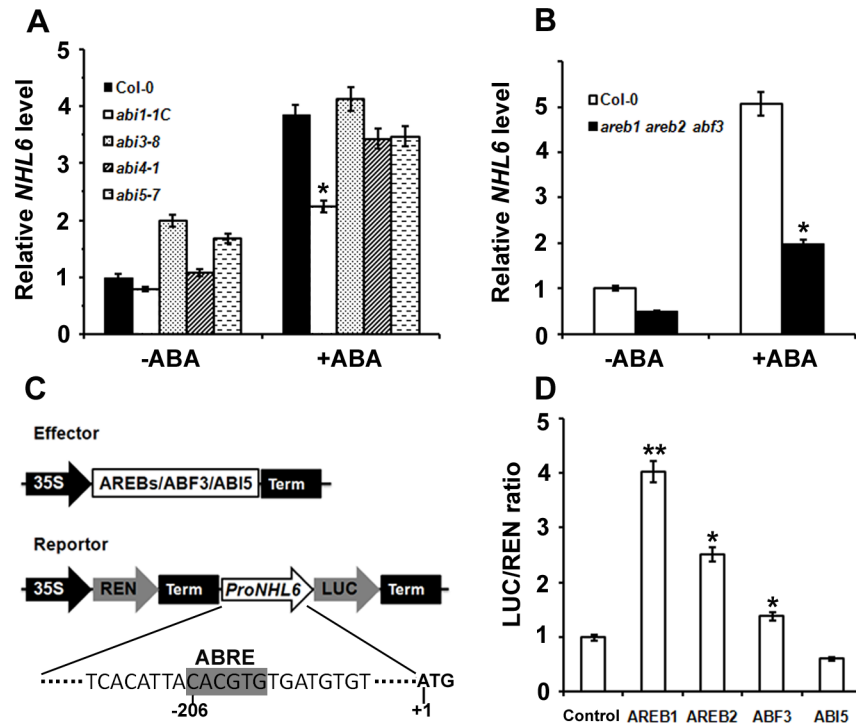 A
Relative NHL6 level
5
4
3
2
1
0
Col-0
abi1-1C
abi3-8
abi4-1
abi5-7
*
-ABA
+ABA
B
Relative NHL6 level
5
4
3
2
1
0
Col-0
areb1 areb2 abf3
*
-ABA
+ABA
C
Effector
35S AREBs/ABF3/ABI5 Term
Reportor
35S REN Term ProNHL6 LUC Term
ABRE
TCACATTACACGTGTGATGTGT ATG
-206 +1
D
LUC/REN ratio
5
4
3
2
1
0
**
*
*
Control AREB1 AREB2 ABF3 ABI5